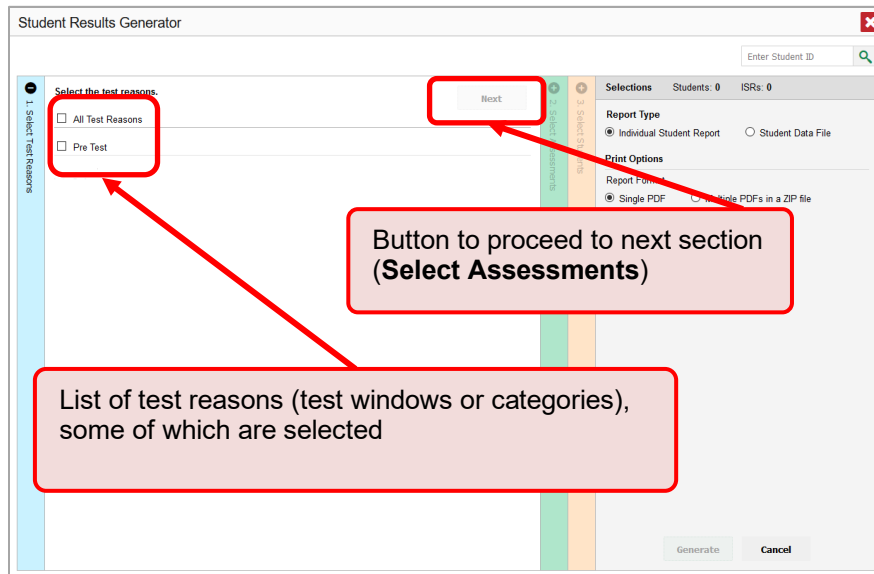 Student Results Generator
Enter Student ID
1. Select Test Reasons
Select the test reasons.
Next
All Test Reasons
Pre Test
2. Select Assessments
3. Select Students
Selections Students: 0 ISRs: 0
Report Type
Individual Student Report Student Data File
Print Options
Report Format
Single PDF Multiple PDFs in a ZIP file
Button to proceed to next section
(Select Assessments)
List of test reasons (test windows or categories),
some of which are selected
Generate Cancel